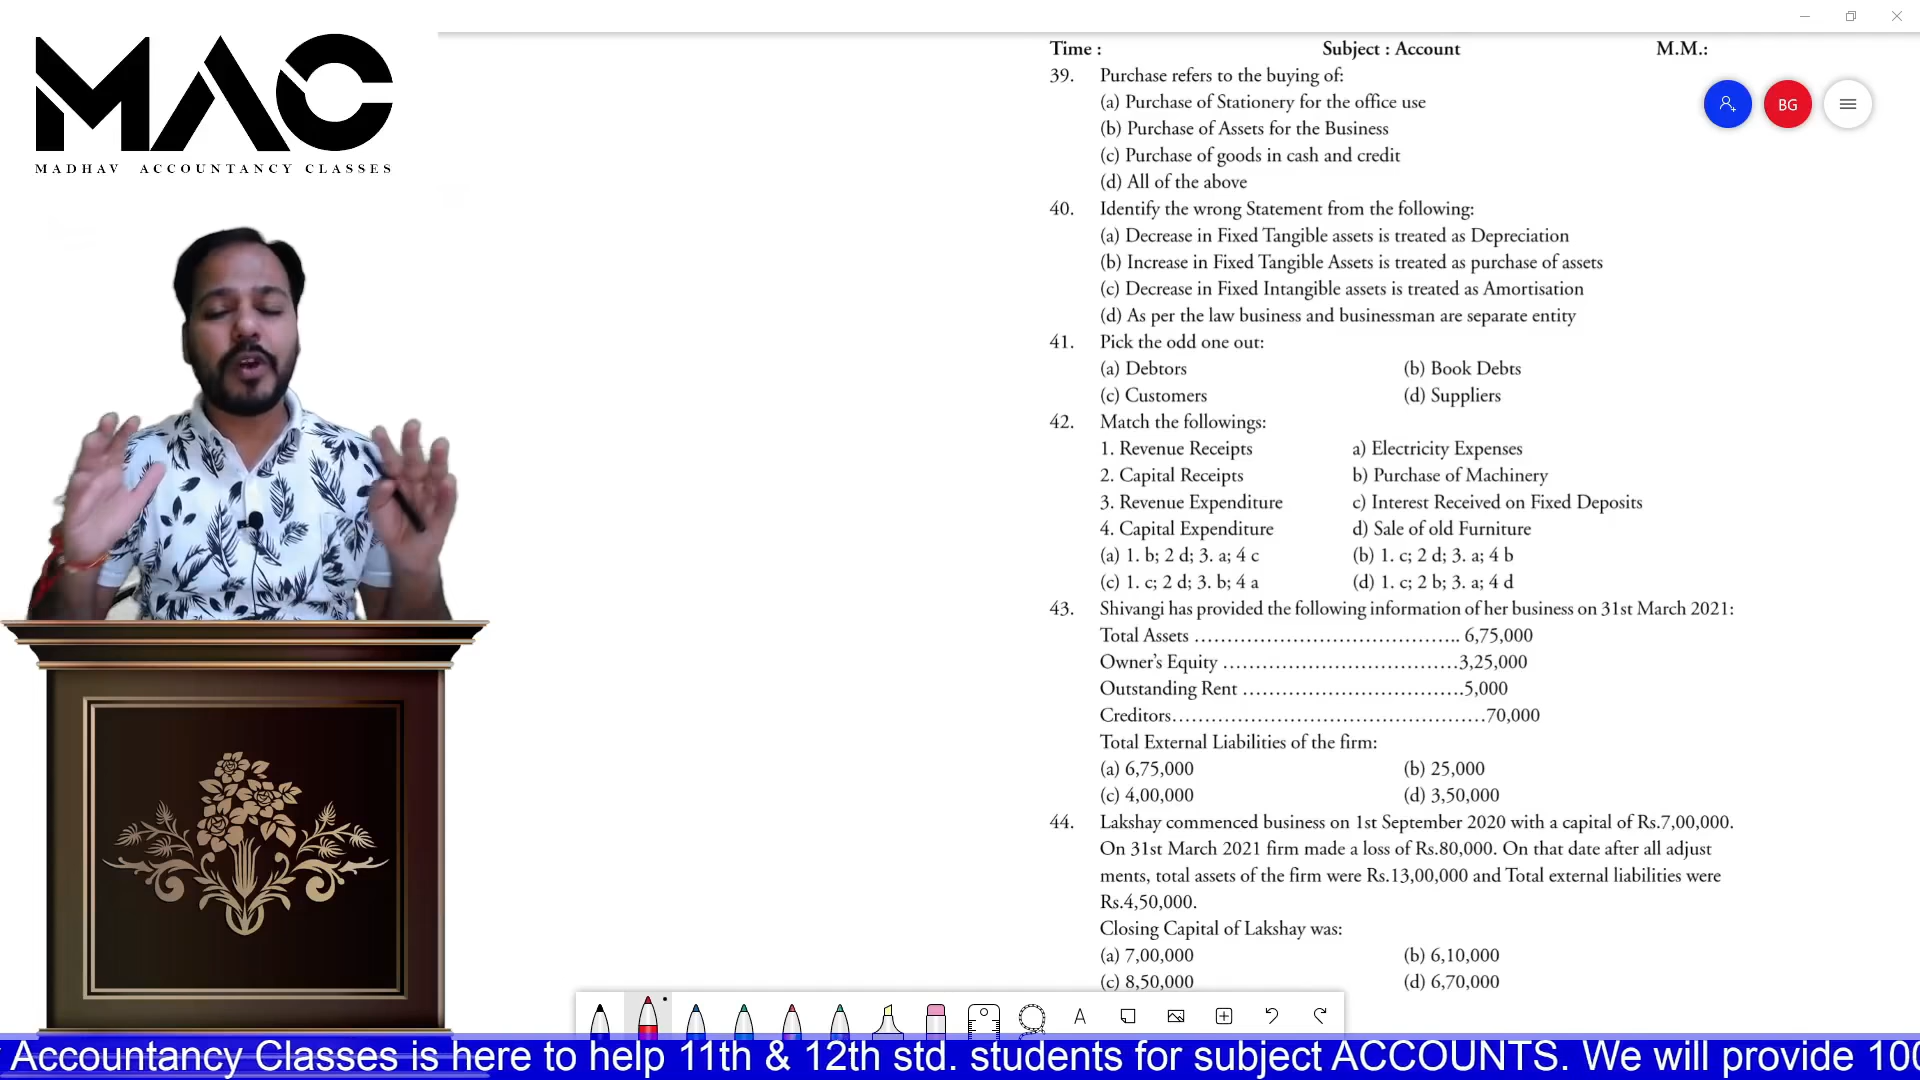 MAC
MADHAV ACCOUNTANCY CLASSES
Time : Subject : Account M.M.:
BG
39. Purchase refers to the buying of:
(a) Purchase of Stationery for the office use
(b) Purchase of Assets for the Business
(c) Purchase of goods in cash and credit
(d) All of the above
40. Identify the wrong Statement from the following:
(a) Decrease in Fixed Tangible assets is treated as Depreciation
(b) Increase in Fixed Tangible Assets is treated as purchase of assets
(c) Decrease in Fixed Intangible assets is treated as Amortisation
(d) As per the law business and businessman are separate entity
41. Pick the odd one out:
(a) Debtors (b) Book Debts
(c) Customers (d) Suppliers
42. Match the followings:
1. Revenue Receipts a) Electricity Expenses
2. Capital Receipts b) Purchase of Machinery
3. Revenue Expenditure c) Interest Received on Fixed Deposits
4. Capital Expenditure d) Sale of old Furniture
(a) 1. b; 2 d; 3. a; 4 c (b) 1. c; 2 d; 3. a; 4 b
(c) 1. c; 2 d; 3. b; 4 a (d) 1. c; 2 b; 3. a; 4 d
43. Shivangi has provided the following information of her business on 31st March 2021:
Total Assets ………………………………….. 6,75,000
Owner's Equity ………………………………3,25,000
Outstanding Rent …………………………….5,000
Creditors…………………………………………70,000
Total External Liabilities of the firm:
(a) 6,75,000 (b) 25,000
(c) 4,00,000 (d) 3,50,000
44. Lakshay commenced business on 1st September 2020 with a capital of Rs.7,00,000.
On 31st March 2021 firm made a loss of Rs.80,000. On that date after all adjust
ments, total assets of the firm were Rs.13,00,000 and Total external liabilities were
Rs.4,50,000.
Closing Capital of Lakshay was:
(a) 7,00,000 (b) 6,10,000
(c) 8,50,000 (d) 6,70,000
Accountancy Classes is here to help 11th & 12th std. students for subject ACCOUNTS. We will provide 100